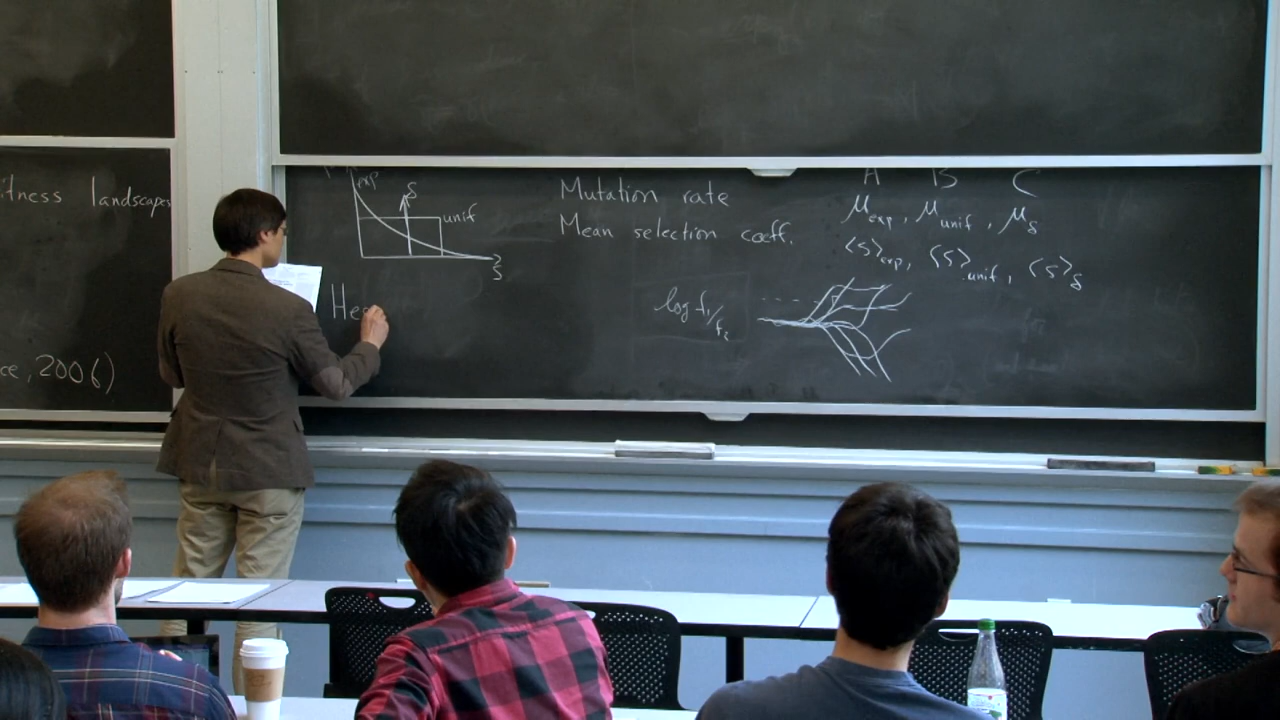 itness landscapes
ce, 2006)
exp
δ
unif
s
He
Mutation rate
Mean selection coeff.
A B C
μexp, μunif, μδ
⟨s⟩exp, ⟨s⟩unif, ⟨s⟩δ
log f1/f2